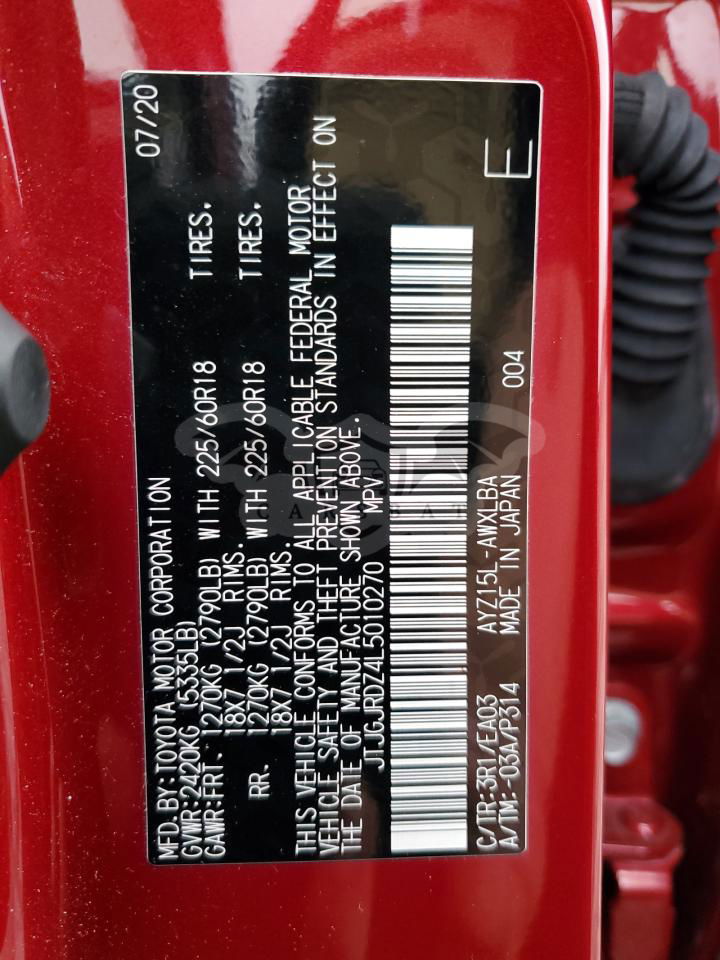 MFD.BY:TOYOTA MOTOR CORPORATION 07/20
GVWR:2420KG (5335LB)
GAWR:FRT. 1270KG (2790LB) WITH 225/60R18 TIRES.
18X7 1/2J RIMS.
RR. 1270KG (2790LB) WITH 225/60R18 TIRES.
18X7 1/2J RIMS.
THIS VEHICLE CONFORMS TO ALL APPLICABLE FEDERAL MOTOR
VEHICLE SAFETY AND THEFT PREVENTION STANDARDS IN EFFECT ON
THE DATE OF MANUFACTURE SHOWN ABOVE.
JTJGJRDZ4L5010270 MPV
C/TR:3R1/EA03 AYZ15L-AWXLBA E
A/TM:-03A/P314 MADE IN JAPAN 004